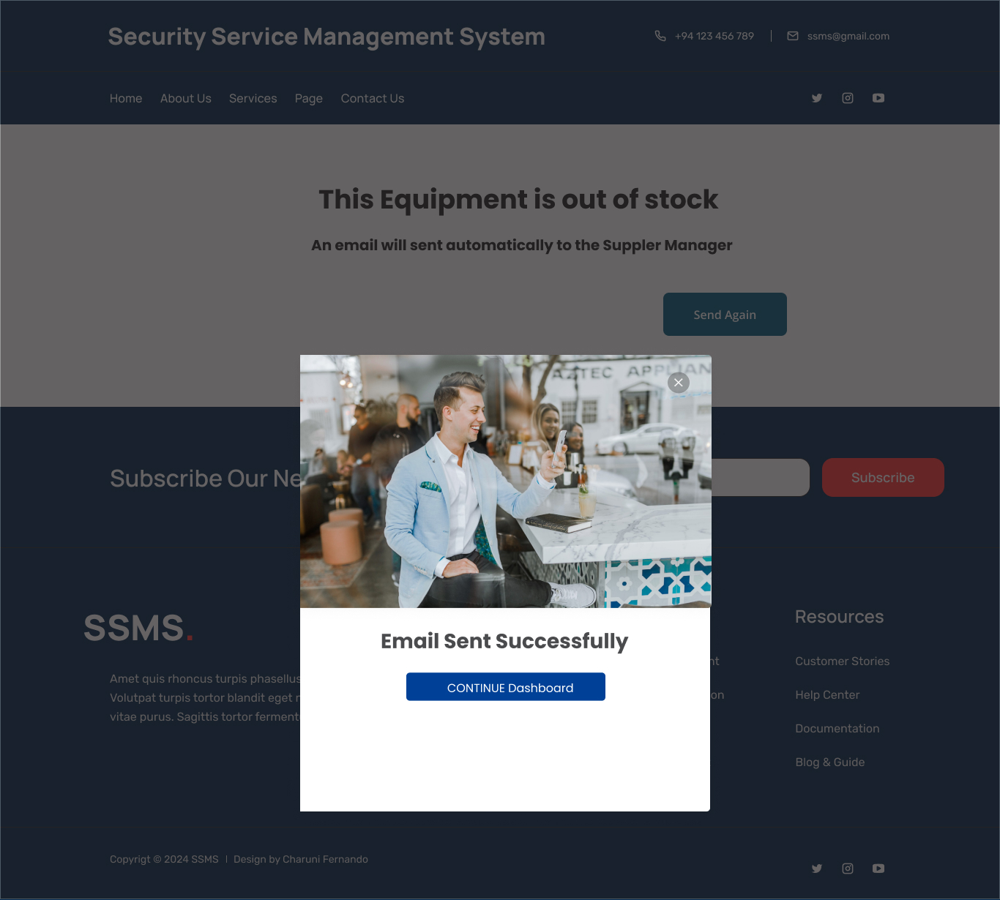 Security Service Management System
+94 123 456 789 | ssms@gmail.com
Home About Us Services Page Contact Us
This Equipment is out of stock
An email will sent automatically to the Suppler Manager
Send Again
AZTEC APPLIAN
Subscribe Our Ne
Subscribe
Email Sent Successfully
CONTINUE Dashboard
SSMS.
Amet quis rhoncus turpis phasellus
Volutpat turpis tortor blandit eget
vitae purus. Sagittis tortor ferment
nt
on
Resources
Customer Stories
Help Center
Documentation
Blog & Guide
Copyrigt © 2024 SSMS | Design by Charuni Fernando